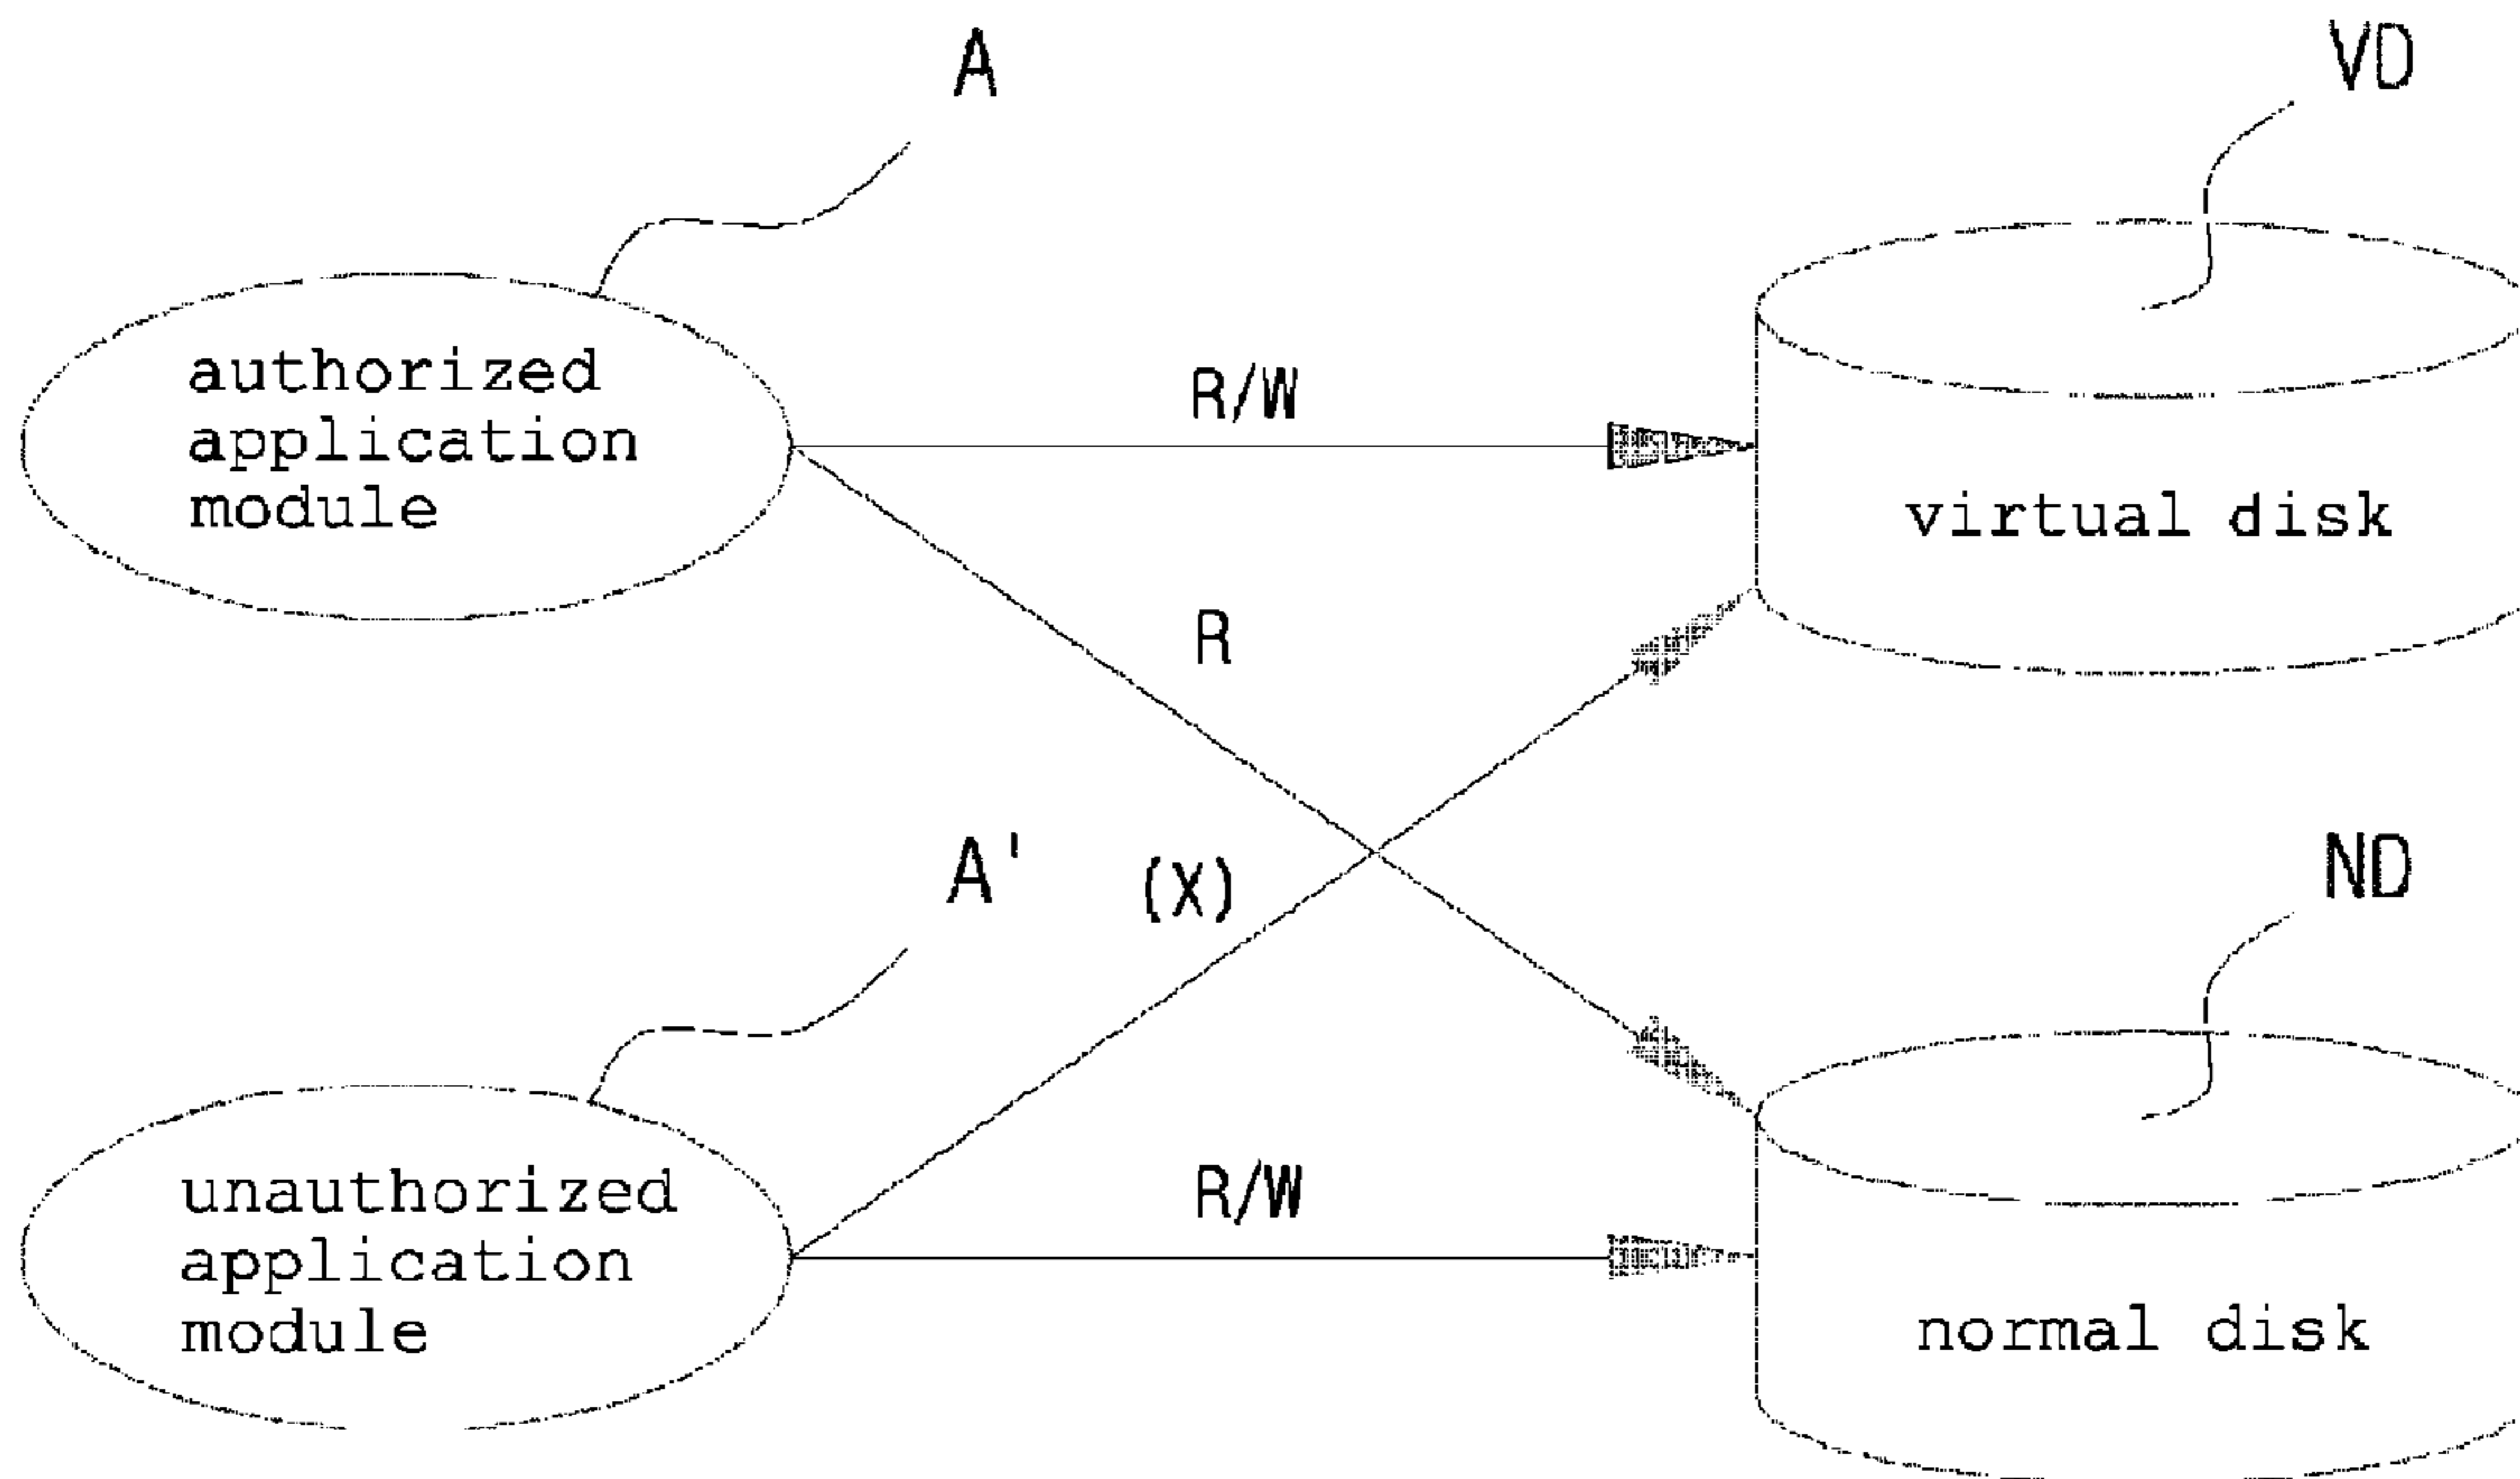 A
VD
authorized
application
module
R/W
virtual disk
R
A'
(X)
ND
unauthorized
application
module
R/W
normal disk